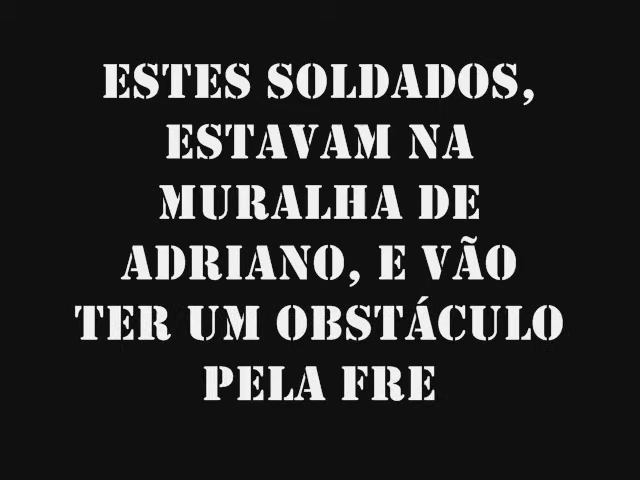 ESTES SOLDADOS,
ESTAVAM NA
MURALHA DE
ADRIANO, E VÃO
TER UM OBSTÁCULO
PELA FRE